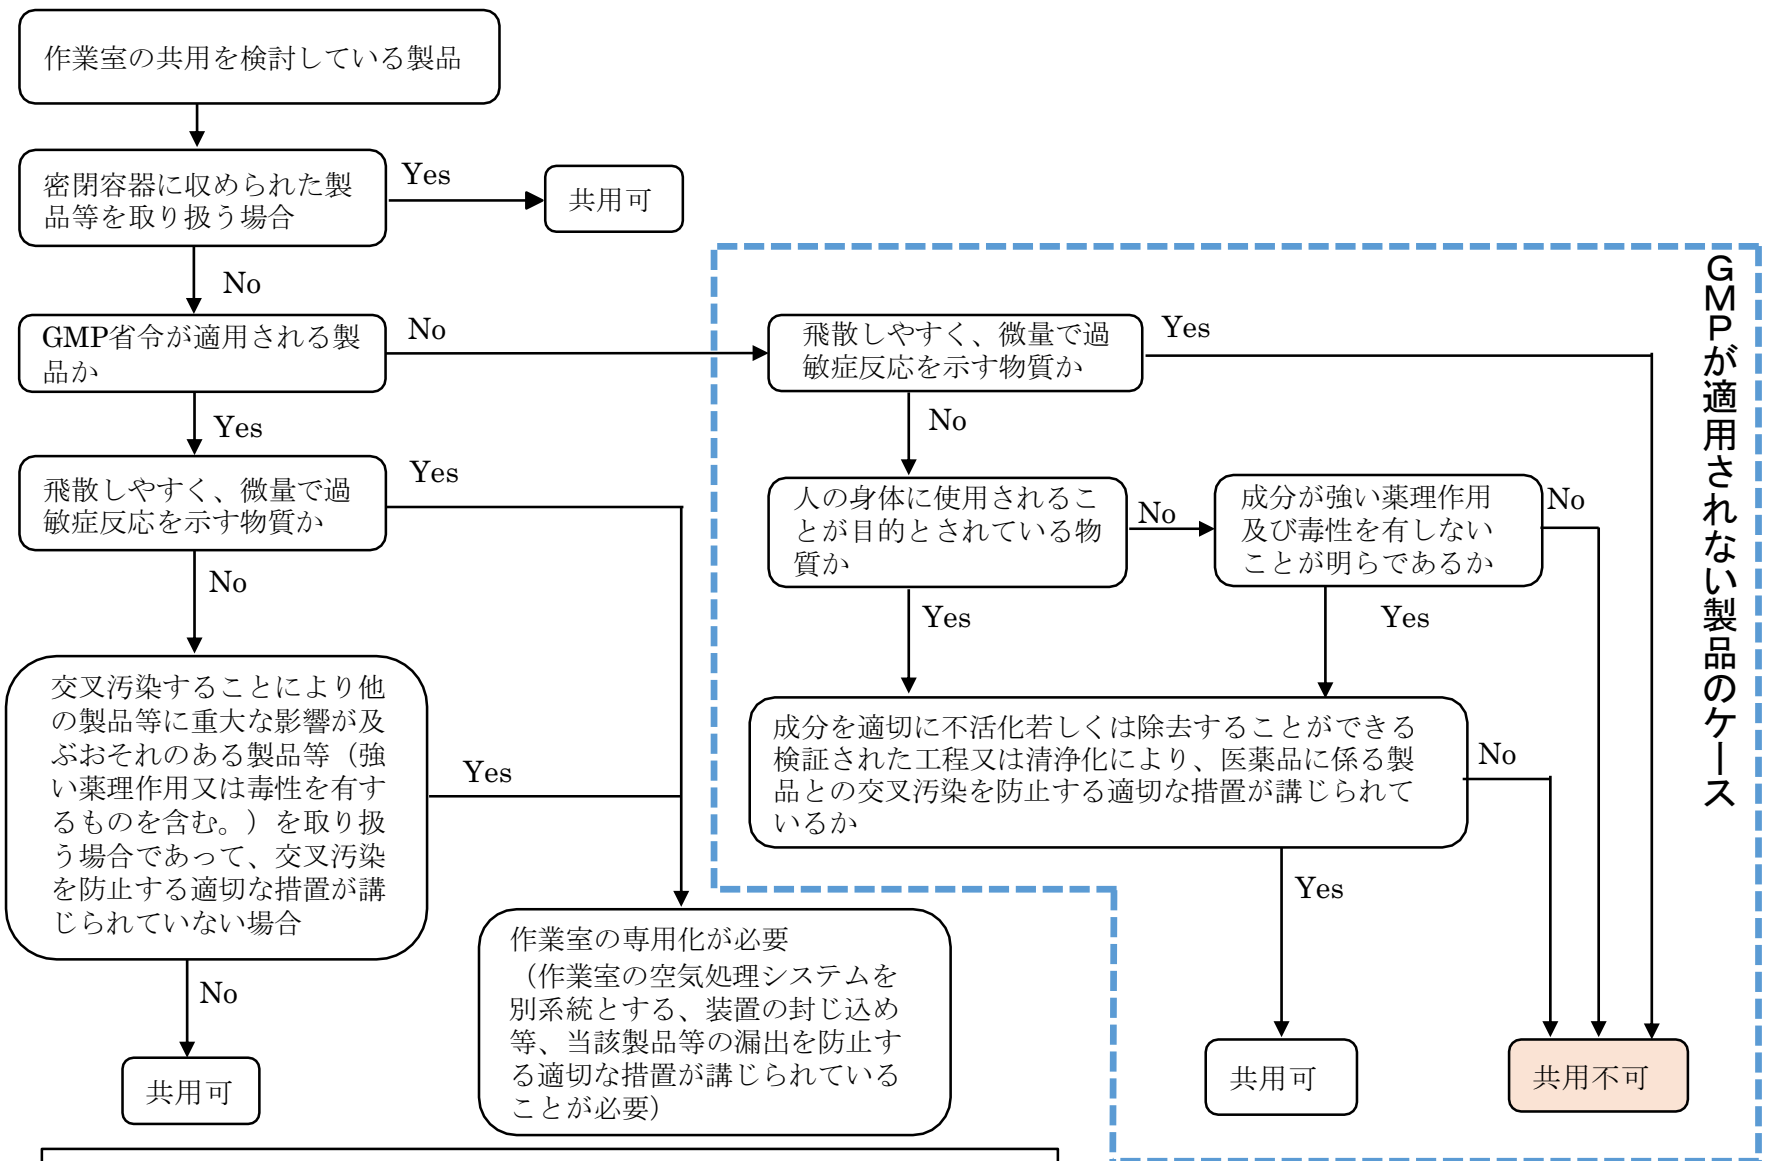 作業室の共用を検討している製品
密閉容器に収められた製
品等を取り扱う場合
Yes
共用可
No
GMP省令が適用される製
品か
No
Yes
飛散しやすく、微量で過
敏症反応を示す物質か
Yes
No
交叉汚染することにより他
の製品等に重大な影響が及
ぶおそれのある製品等（強
い薬理作用又は毒性を有す
るものを含む。）を取り扱
う場合であって、交叉汚染
を防止する適切な措置が講
じられていない場合
Yes
No
共用可
作業室の専用化が必要
（作業室の空気処理システムを
別系統とする、装置の封じ込め
等、当該製品等の漏出を防止す
る適切な措置が講じられている
ことが必要）
GMPが適用されない製品のケース
飛散しやすく、微量で過
敏症反応を示す物質か
Yes
No
人の身体に使用されるこ
とが目的とされている物
質か
No
成分が強い薬理作用
及び毒性を有しない
ことが明らであるか
No
Yes
Yes
成分を適切に不活化若しくは除去することができる
検証された工程又は清浄化により、医薬品に係る製
品との交叉汚染を防止する適切な措置が講じられて
いるか
No
Yes
共用可
共用不可